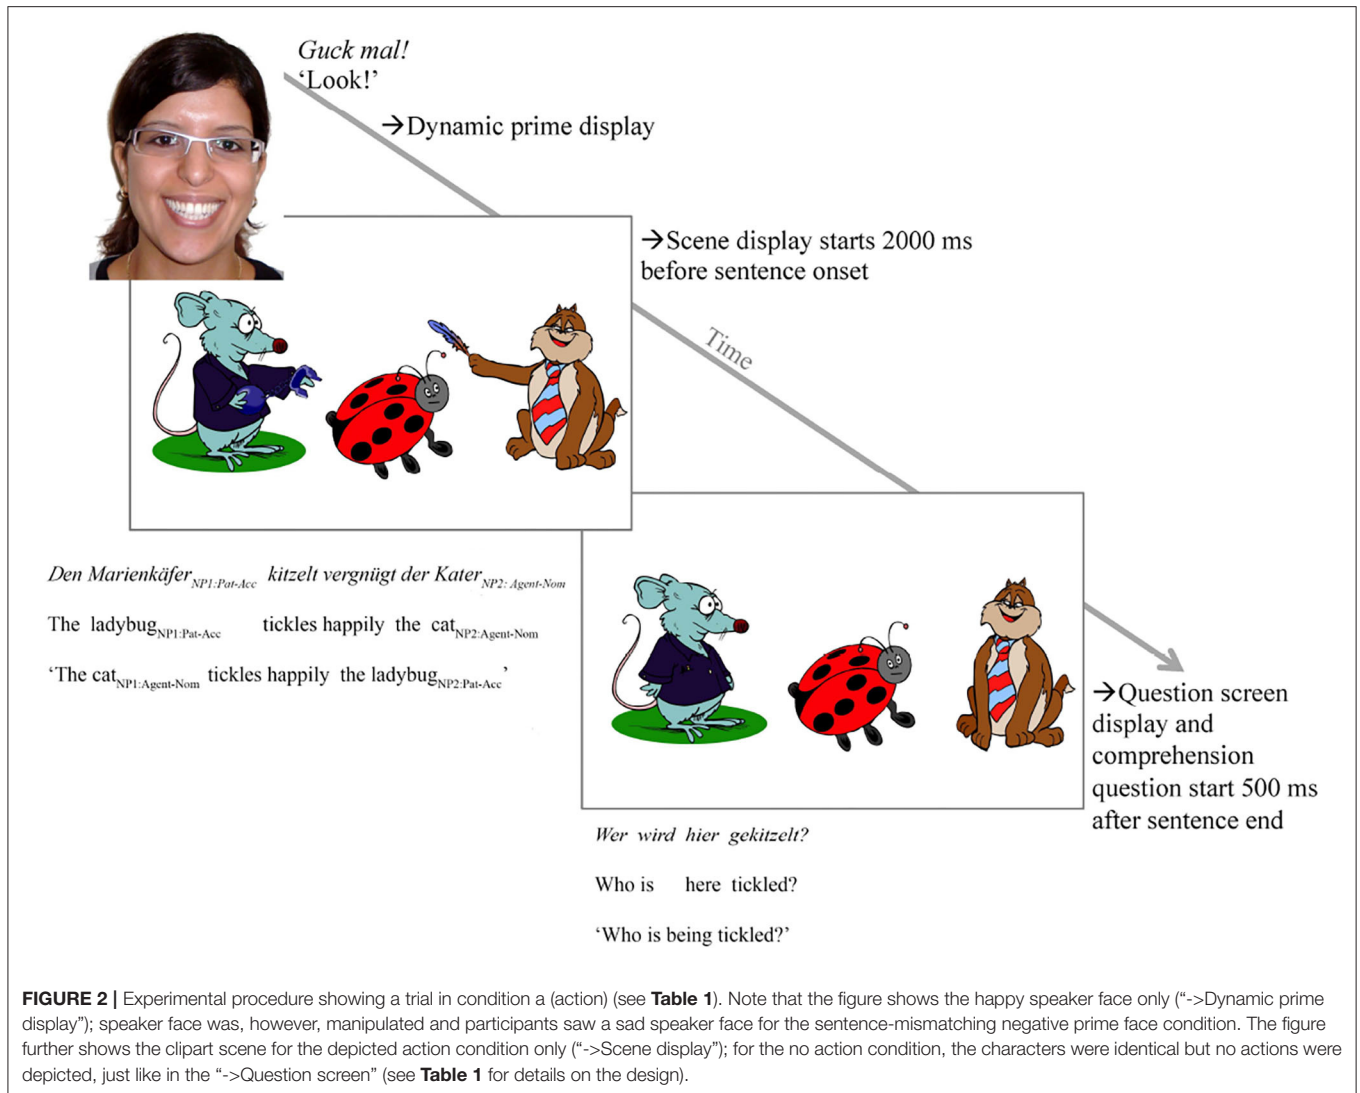 Guck mal!
‘Look!’
→Dynamic prime display
→Scene display starts 2000 ms
before sentence onset
Time
Den Marienkäfer NP1:Pat-Acc kitzelt vergnügt der Kater NP2: Agent-Nom
The ladybug NP1:Pat-Acc tickles happily the cat NP2:Agent-Nom
‘The cat NP1:Agent-Nom tickles happily the ladybug NP2:Pat-Acc’
→Question screen
display and
comprehension
question start 500 ms
after sentence end
Wer wird hier gekitzelt?
Who is here tickled?
‘Who is being tickled?’
FIGURE 2 | Experimental procedure showing a trial in condition a (action) (see Table 1). Note that the figure shows the happy speaker face only (“->Dynamic prime
display”); speaker face was, however, manipulated and participants saw a sad speaker face for the sentence-mismatching negative prime face condition. The figure
further shows the clipart scene for the depicted action condition only (“->Scene display”); for the no action condition, the characters were identical but no actions were
depicted, just like in the “->Question screen” (see Table 1 for details on the design).